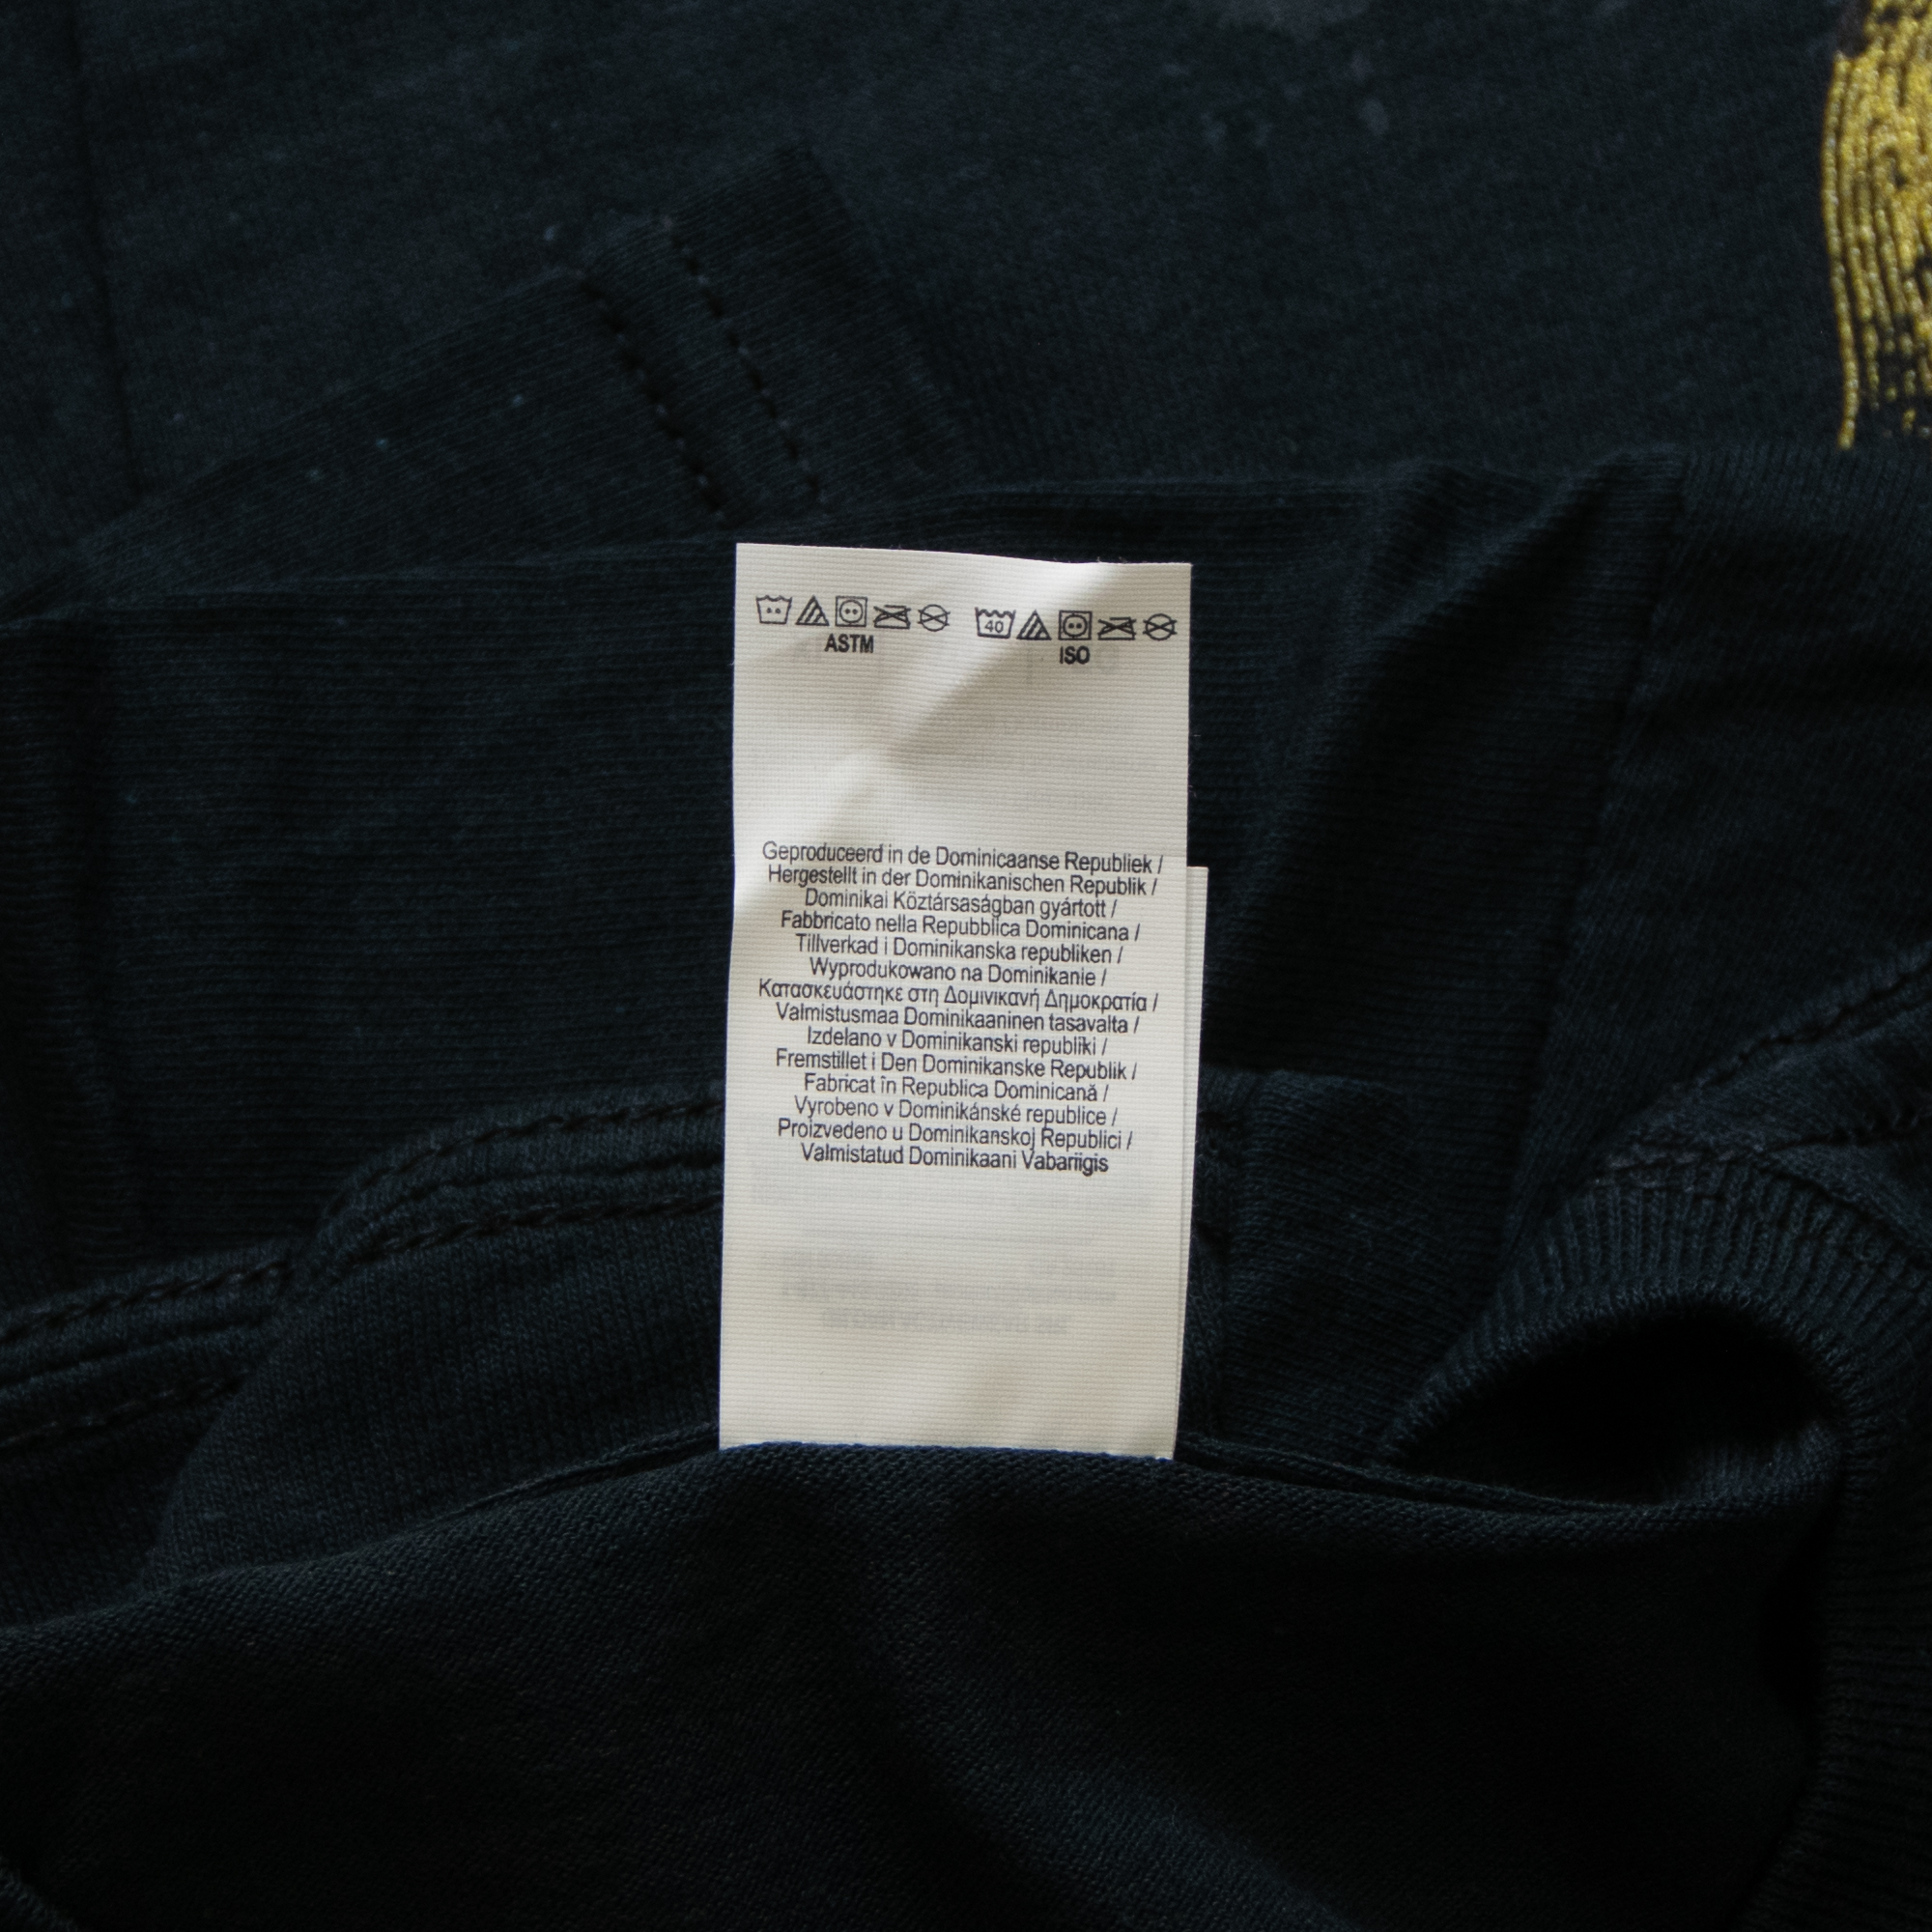 40
ASTM
ISO
Geproduceerd in de Dominicaanse Republiek /
Hergestellt in der Dominikanischen Republik /
Dominikai Köztársaságban gyártott /
Fabbricato nella Repubblica Dominicana /
Tillverkad i Dominikanska republiken /
Wyprodukowano na Dominikanie /
Κατασκευάστηκε στη Δομινικανή Δημοκρατία /
Valmistusmaa Dominikaaninen tasavalta /
Izdelano v Dominikanski republiki /
Fremstillet i Den Dominikanske Republik /
Fabricat în Republica Dominicană /
Vyrobeno v Dominikánské republice /
Proizvedeno u Dominikanskoj Republici /
Valmistatud Dominikaani Vabariigis